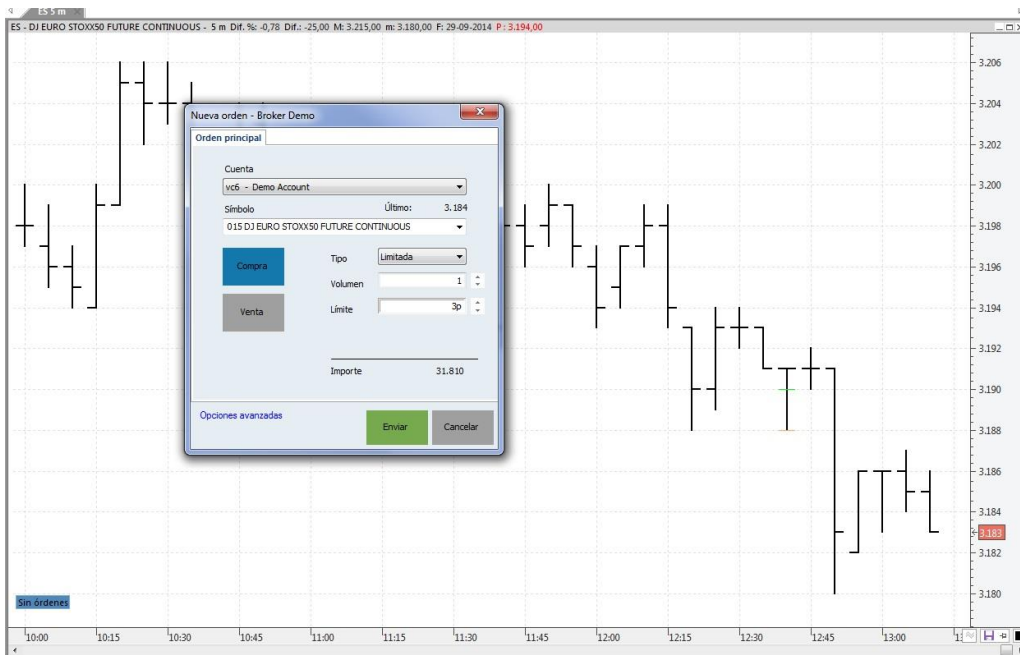 ES 5 m
ES - DJ EURO STOXX50 FUTURE CONTINUOUS - 5 m Dif. %: -0,78 Dif.: -25,00 M: 3.215,00 m: 3.180,00 F: 29-09-2014 P : 3.194,00
3.206
3.204
3.202
3.200
3.198
3.196
3.194
3.192
3.190
3.188
3.186
3.184
3.183
3.182
3.180
Nueva orden - Broker Demo
Orden principal
Cuenta
vc6 - Demo Account
Símbolo Último: 3.184
015 DJ EURO STOXX50 FUTURE CONTINUOUS
Compra Tipo Limitada
Volumen 1
Venta Límite 3p
Importe 31.810
Opciones avanzadas Enviar Cancelar
Sin órdenes
10:00 10:15 10:30 10:45 11:00 11:15 11:30 11:45 12:00 12:15 12:30 12:45 13:00